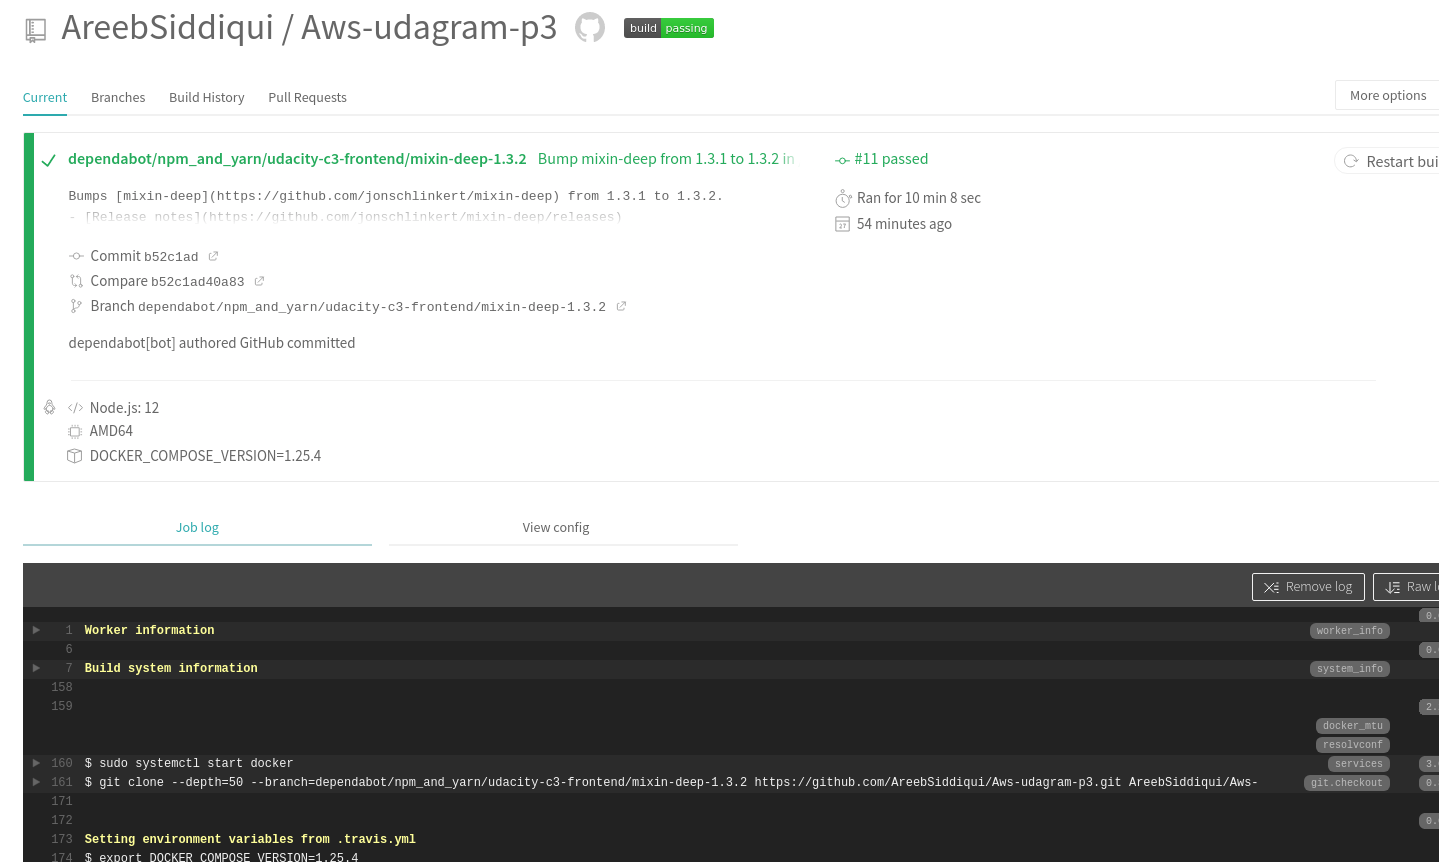 AreebSiddiqui / Aws-udagram-p3 build passing
Current Branches Build History Pull Requests More options
dependabot/npm_and_yarn/udacity-c3-frontend/mixin-deep-1.3.2 Bump mixin-deep from 1.3.1 to 1.3.2 in
#11 passed
Restart bui
Bumps [mixin-deep](https://github.com/jonschlinkert/mixin-deep) from 1.3.1 to 1.3.2.
- [Release notes](https://github.com/jonschlinkert/mixin-deep/releases)
Ran for 10 min 8 sec
27 54 minutes ago
Commit b52c1ad
Compare b52c1ad40a83
Branch dependabot/npm_and_yarn/udacity-c3-frontend/mixin-deep-1.3.2
dependabot[bot] authored GitHub committed
</> Node.js: 12
AMD64
DOCKER_COMPOSE_VERSION=1.25.4
Job log View config
Remove log Raw l
0.
1 Worker information worker_info
6 0.
7 Build system information system_info
158
159 2.
docker_mtu
resolvconf
160 $ sudo systemctl start docker services 3.
161 $ git clone --depth=50 --branch=dependabot/npm_and_yarn/udacity-c3-frontend/mixin-deep-1.3.2 https://github.com/AreebSiddiqui/Aws-udagram-p3.git AreebSiddiqui/Aws- git.checkout 0.
171
172 0.
173 Setting environment variables from .travis.yml
174 $ export DOCKER_COMPOSE_VERSION=1.25.4